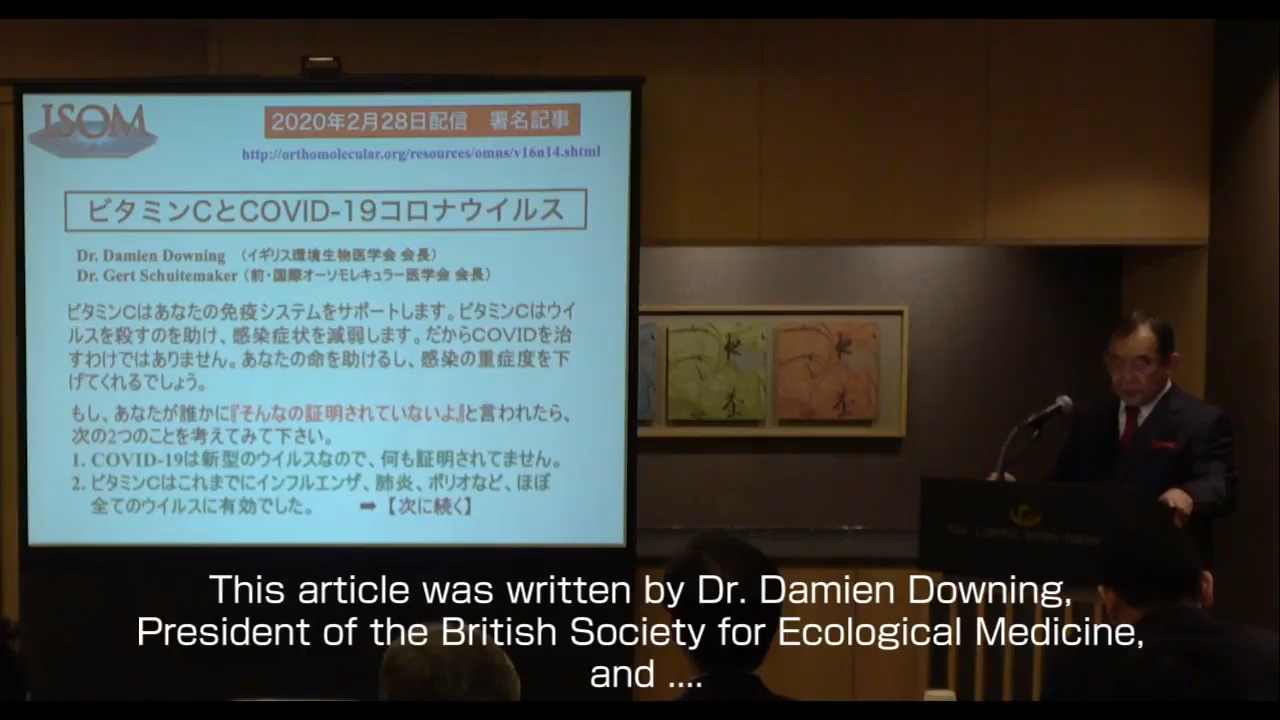 ISOM
2020年2月28日配信 署名記事
http://orthomolecular.org/resources/omns/v16n14.shtml
ビタミンCとCOVID-19コロナウイルス
Dr. Damien Downing （イギリス環境生物医学会 会長）
Dr. Gert Schuitemaker（前・国際オーソモレキュラー医学会 会長）
ビタミンCはあなたの免疫システムをサポートします。ビタミンCはウイ
ルスを殺すのを助け、感染症状を減弱します。だからCOVIDを治
すわけではありません。あなたの命を助けるし、感染の重症度を下
げてくれるでしょう。
もし、あなたが誰かに『そんなの証明されていないよ』と言われたら、
次の2つのことを考えてみて下さい。
1. COVID-19は新型のウイルスなので、何も証明されてません。
2. ビタミンCはこれまでにインフルエンザ、肺炎、ポリオなど、ほぼ
全てのウイルスに有効でした。 ➡【次に続く】
This article was written by Dr. Damien Downing,
President of the British Society for Ecological Medicine,
and ....